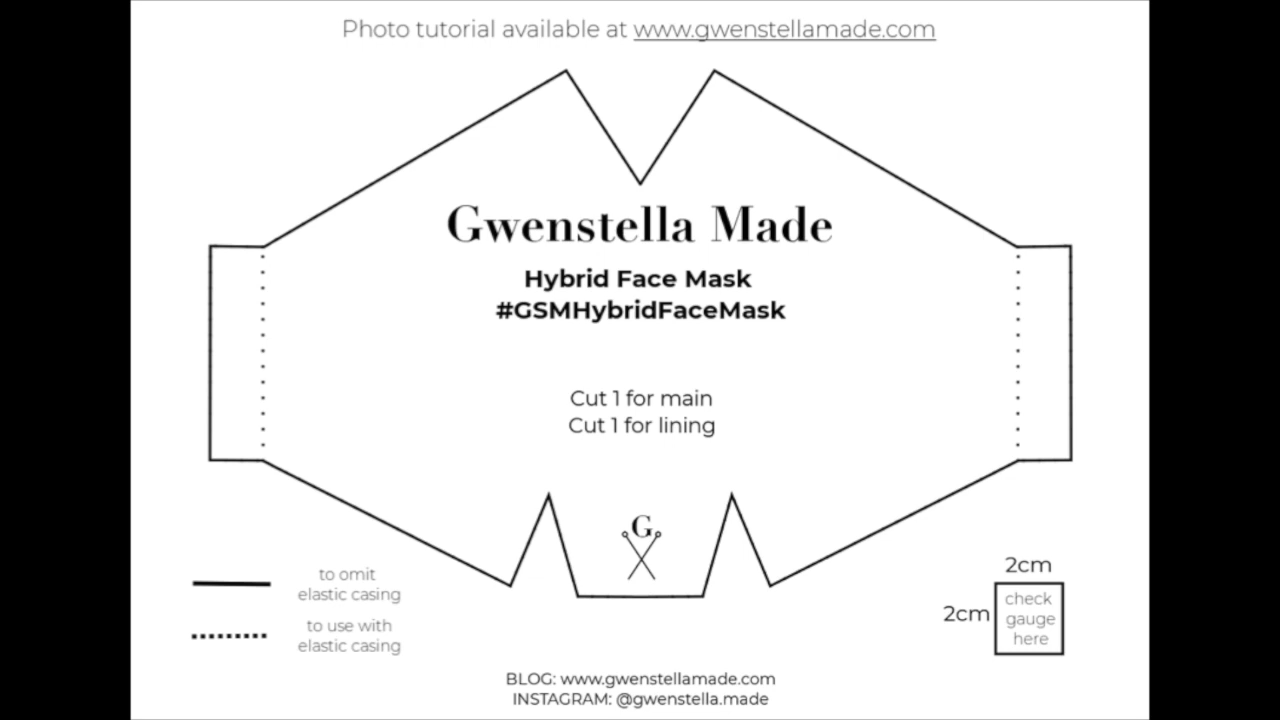 Photo tutorial available at www.gwenstellamade.com
Gwenstella Made
Hybrid Face Mask
#GSMHybridFaceMask
Cut 1 for main
Cut 1 for lining
G
to omit
elastic casing
to use with
elastic casing
2cm
2cm
check
gauge
here
BLOG: www.gwenstellamade.com
INSTAGRAM: @gwenstella.made